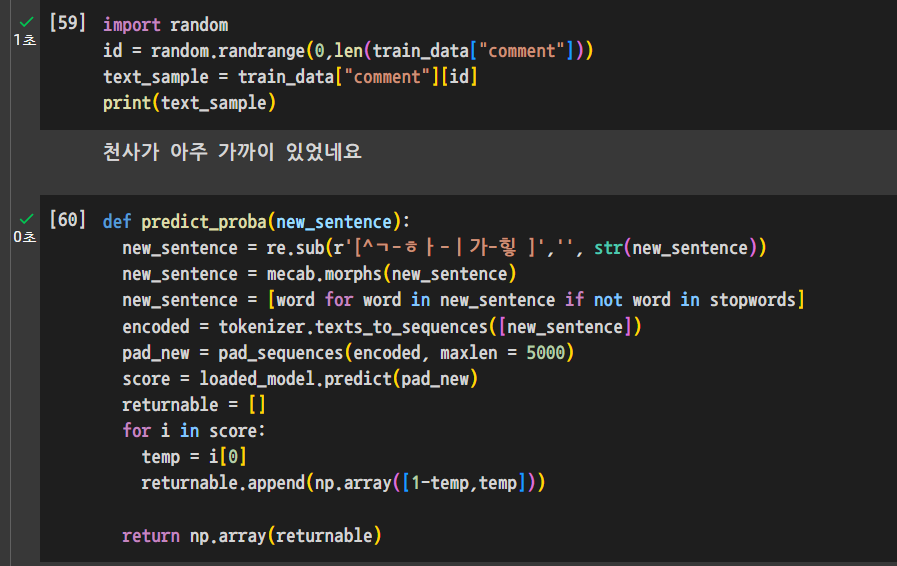 [59] import random
1초
id = random.randrange(0,len(train_data["comment"]))
text_sample = train_data["comment"][id]
print(text_sample)
천사가 아주 가까이 있었네요
[60] def predict_proba(new_sentence):
0초
new_sentence = re.sub(r'[^ㄱ-ㅎㅏ-ㅣ가-힣 ]','', str(new_sentence))
new_sentence = mecab.morphs(new_sentence)
new_sentence = [word for word in new_sentence if not word in stopwords]
encoded = tokenizer.texts_to_sequences([new_sentence])
pad_new = pad_sequences(encoded, maxlen = 5000)
score = loaded_model.predict(pad_new)
returnable = []
for i in score:
temp = i[0]
returnable.append(np.array([1-temp,temp]))
return np.array(returnable)